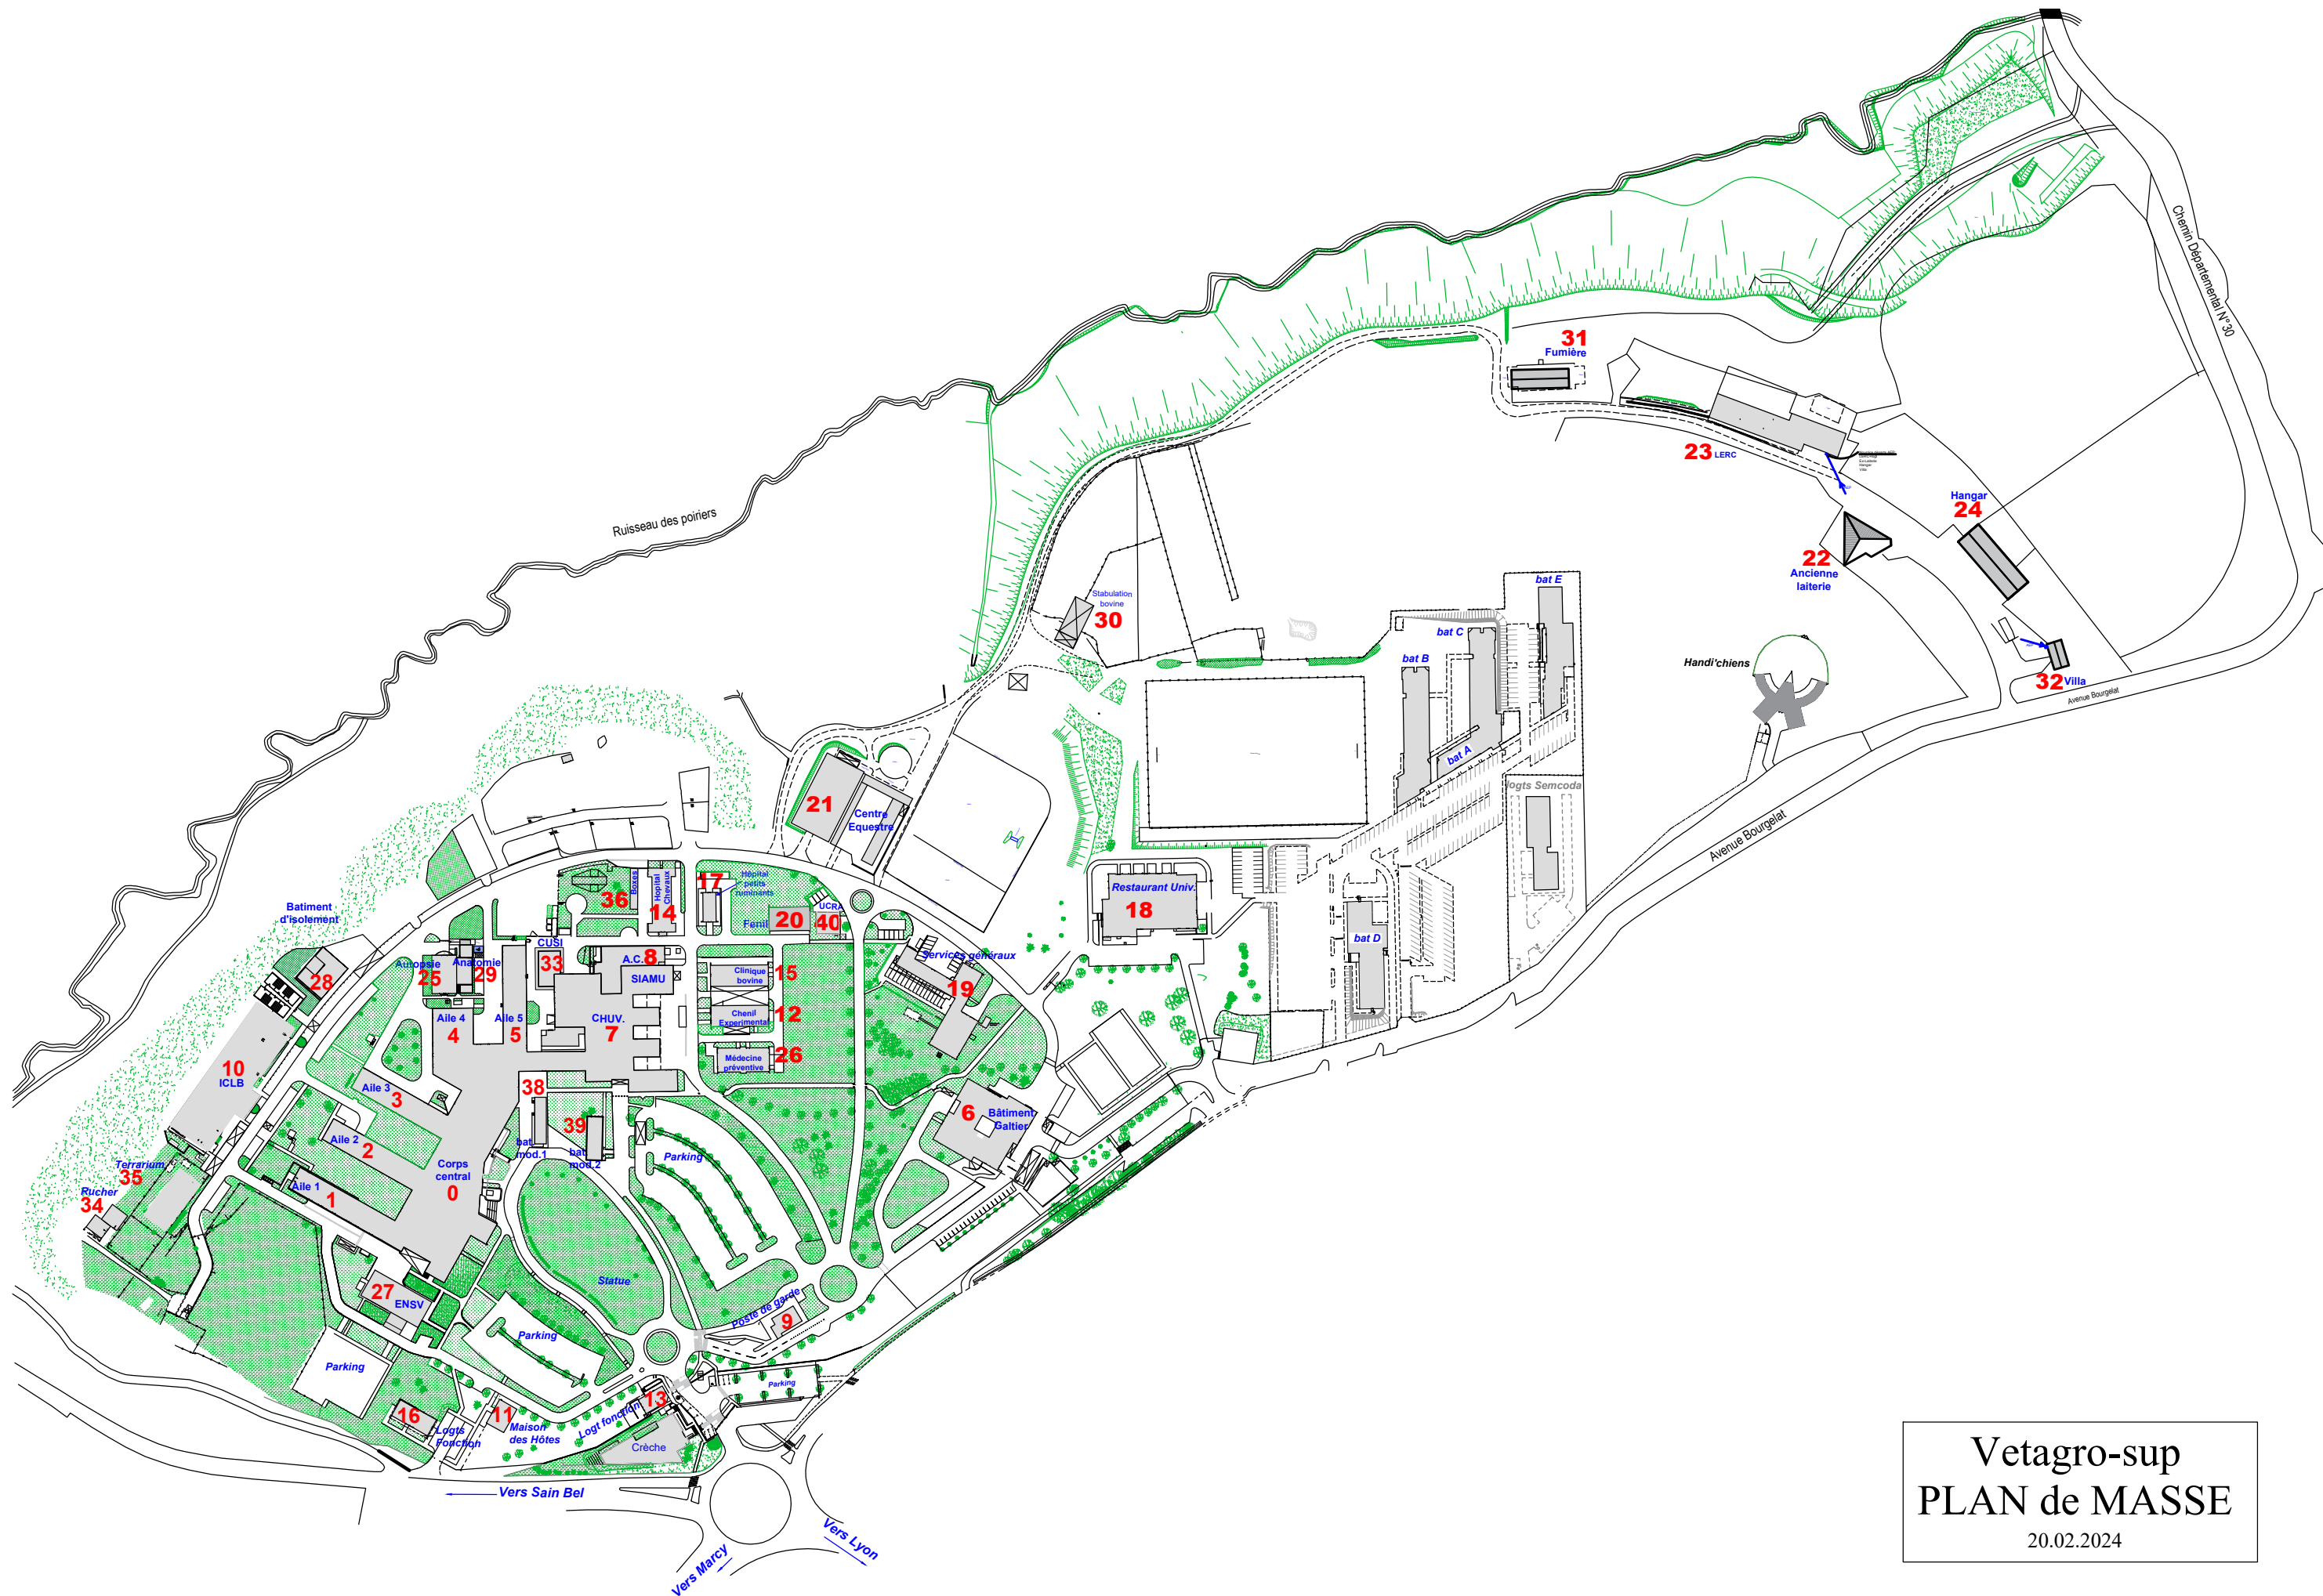 Chemin Départemental N°30
31
Fumière
23 LERC
Hangar
24
22
Ancienne
laiterie
Ruisseau des poiriers
Stabulation
bovine
30
bat E
bat C
bat B
bat A
Handi'chiens
32 Villa
Avenue Bourgelat
logts Semcoda
Avenue Bourgelat
21
Centre
Equestre
Restaurant Univ.
18
bat D
17
Hôpital
petits
ruminants
Boxes
36
Hopital
Chevaux
14
Fenil
20
UCRA
40
Batiment
d'isolement
28
Autopsie
25
Anatomie
29
CUSI
33
A.C.
8
SIAMU
Clinique
bovine
15
Services généraux
19
Chenil
Experimental
12
Médecine
préventive
26
Aile 4
4
Aile 5
5
CHUV.
7
10
ICLB
Aile 3
3
38
39
bat
mod.1
bat
mod.2
6
Bâtiment
Galtier
Aile 2
2
Parking
Corps
central
0
Terrarium
35
Rucher
34
Aile 1
1
Statue
27
ENSV
Poste de garde
9
Parking
Parking
Parking
13
16
11
Logts
Fonction
Maison
des Hôtes
Logt fonction
Crèche
Vers Sain Bel
Vers Marcy
Vers Lyon
Vetagro-sup
PLAN de MASSE
20.02.2024